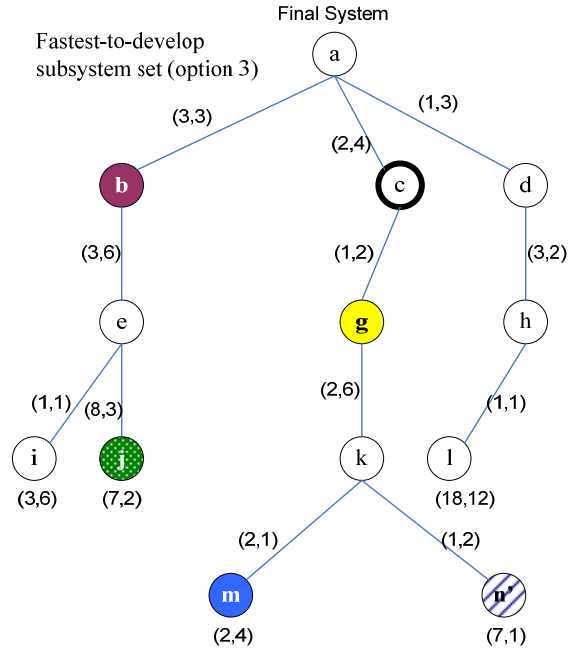 Final System
Fastest-to-develop
subsystem set (option 3)
a
(3,3)
(2,4)
(1,3)
b
c
d
(3,6)
(1,2)
(3,2)
e
g
h
(1,1)
(8,3)
(2,6)
(1,1)
i
j
k
l
(3,6)
(7,2)
(18,12)
(2,1)
(1,2)
m
n’
(2,4)
(7,1)